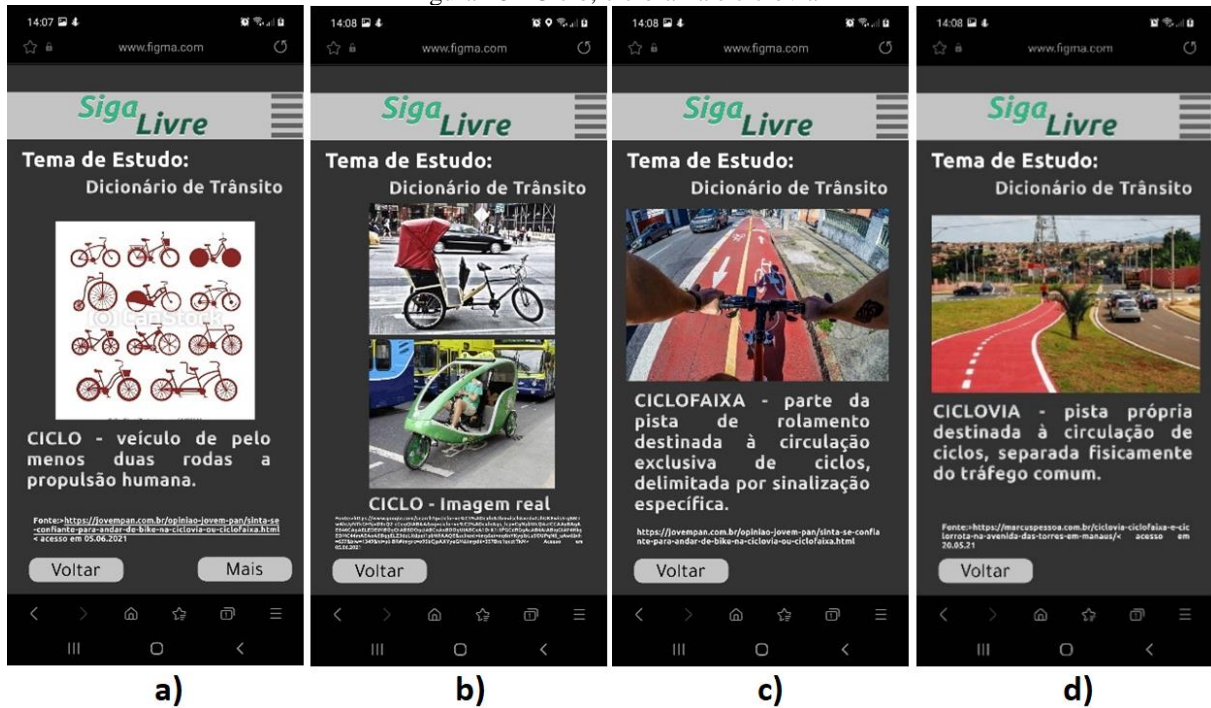 14:07
www.figma.com
Siga
Livre
Tema de Estudo:
Dicionário de Trânsito
CanStock
CICLO - veículo de pelo
menos duas rodas a
propulsão humana.
Fonte:>https://jovempan.com.br/opiniao-jovem-pan/sinta-se
-confiante-para-andar-de-bike-na-ciclovia-ou-ciclofaixa.html
< acesso em 05.06.2021
Voltar
Mais
a)
14:08
www.figma.com
Siga
Livre
Tema de Estudo:
Dicionário de Trânsito
CICLO - Imagem real
05.06.2021
Voltar
b)
14:08
www.figma.com
Siga
Livre
Tema de Estudo:
Dicionário de Trânsito
CICLOFAIXA - parte da
pista de rolamento
destinada à circulação
exclusiva de ciclos,
delimitada por sinalização
específica.
https://jovempan.com.br/opiniao-jovem-pan/sinta-se-confia
nte-para-andar-de-bike-na-ciclovia-ou-ciclofaixa.html
Voltar
c)
14:08
www.figma.com
Siga
Livre
Tema de Estudo:
Dicionário de Trânsito
CICLOVIA - pista própria
destinada à circulação de
ciclos, separada fisicamente
do tráfego comum.
Fonte:>https://marcuspessoa.com.br/ciclovia-ciclofaixa-e-cic
lorrota-na-avenida-das-torres-em-manaus/< acesso em
20.05.21
Voltar
d)